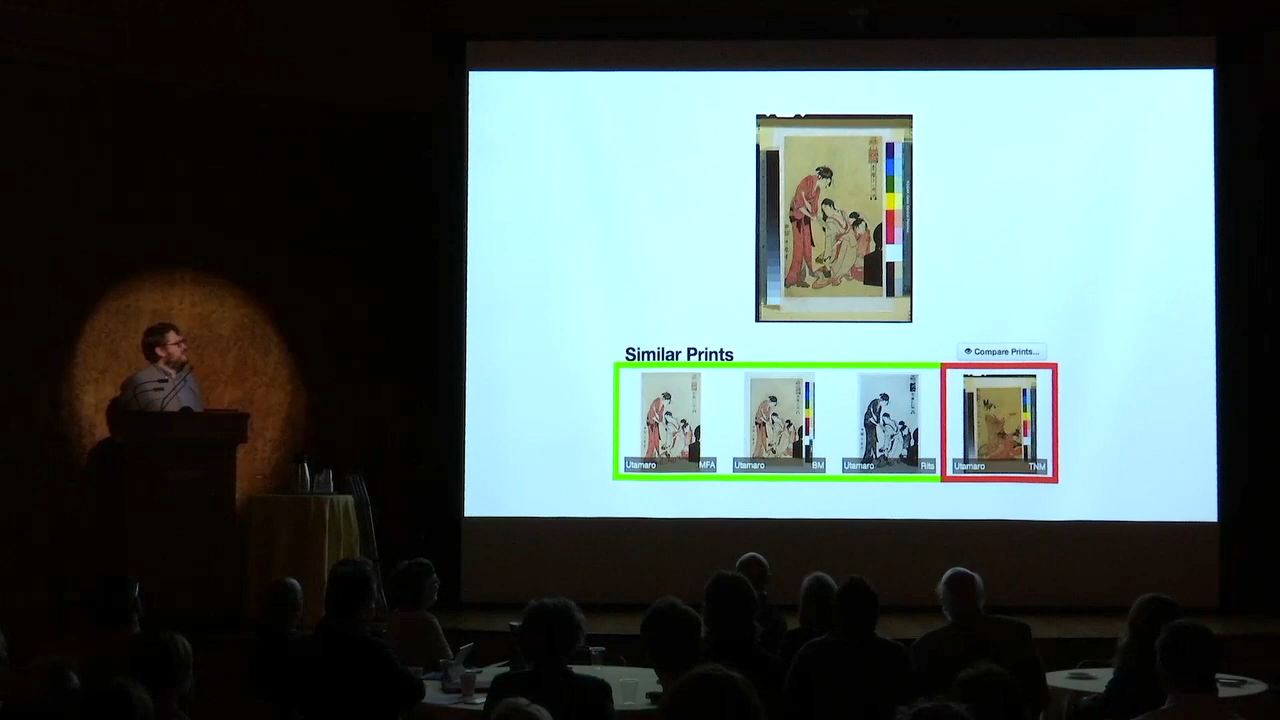 Similar Prints
Compare Prints...
Utamaro MFA
Utamaro BM
Utamaro Rits
Utamaro TNM